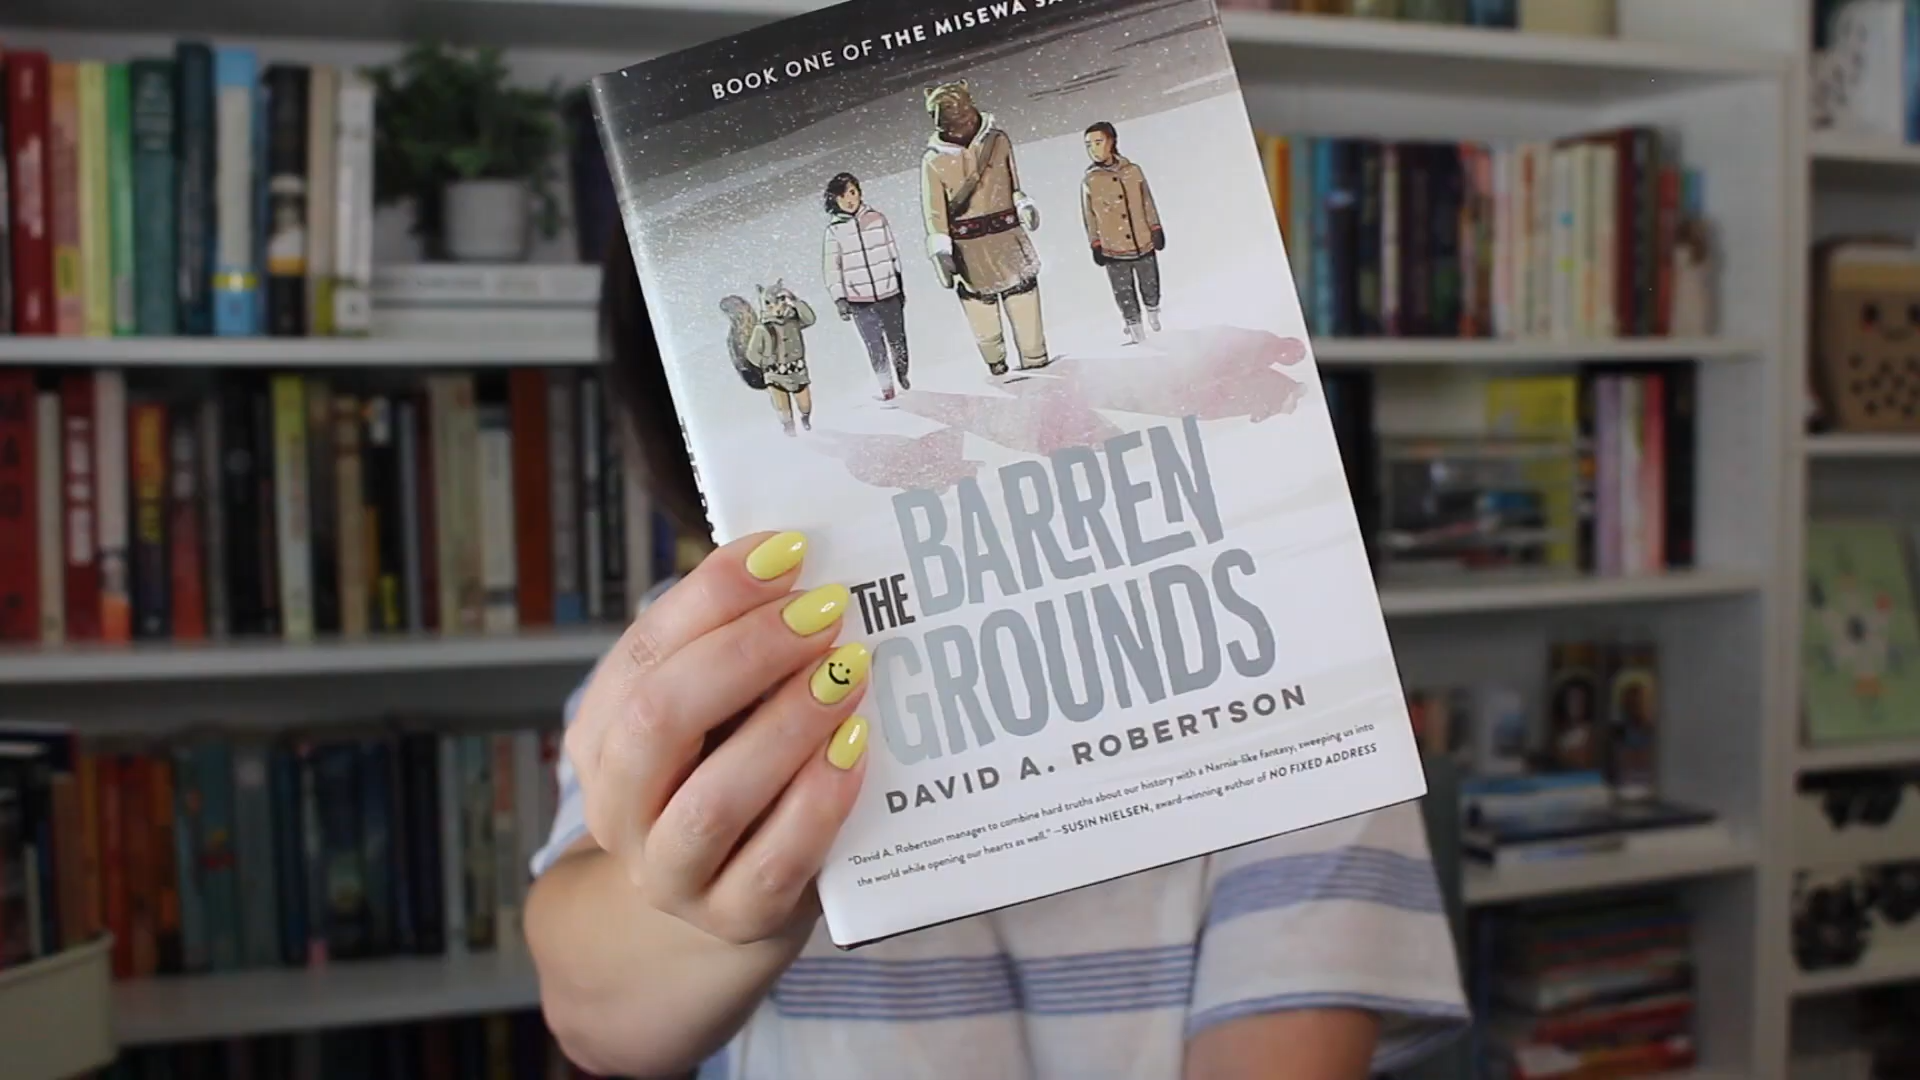 BOOK ONE OF THE MISEWA
THE BARREN
GROUNDS
DAVID A. ROBERTSON
"David A. Robertson manages to combine hard truths about our history with a Narnia-like fantasy, sweeping us into
the world while opening our hearts as well." —SUSIN NIELSEN, award-winning author of NO FIXED ADDRESS